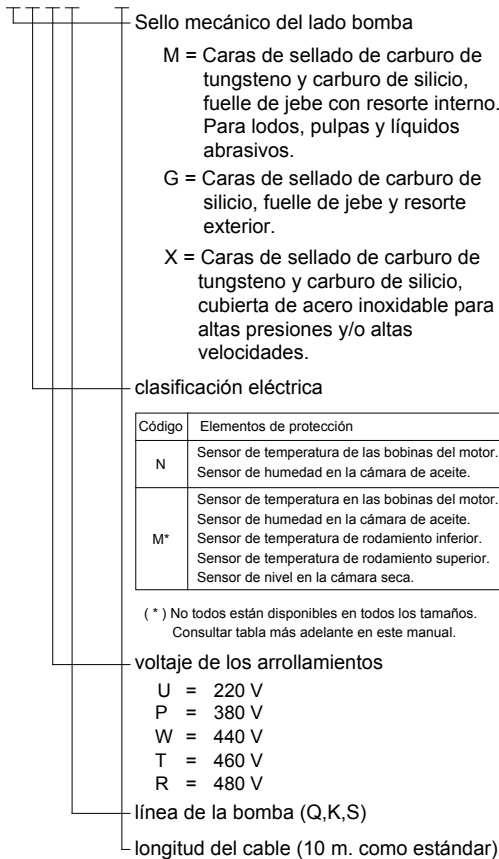 Sello mecánico del lado bomba
M = Caras de sellado de carburo de
tungsteno y carburo de silicio,
fuelle de jebe con resorte interno.
Para lodos, pulpas y líquidos
abrasivos.
G = Caras de sellado de carburo de
silicio, fuelle de jebe y resorte
exterior.
X = Caras de sellado de carburo de
tungsteno y carburo de silicio,
cubierta de acero inoxidable para
altas presiones y/o altas
velocidades.
clasificación eléctrica
Código Elementos de protección
Sensor de temperatura de las bobinas del motor.
N
Sensor de humedad en la cámara de aceite.
Sensor de temperatura en las bobinas del motor.
Sensor de humedad en la cámara de aceite.
M* Sensor de temperatura de rodamiento inferior.
Sensor de temperatura de rodamiento superior.
Sensor de nivel en la cámara seca.
( * ) No todos están disponibles en todos los tamaños.
Consultar tabla más adelante en este manual.
voltaje de los arrollamientos
U = 220 V
P = 380 V
W = 440 V
T = 460 V
R = 480 V
línea de la bomba (Q,K,S)
longitud del cable (10 m. como estándar)